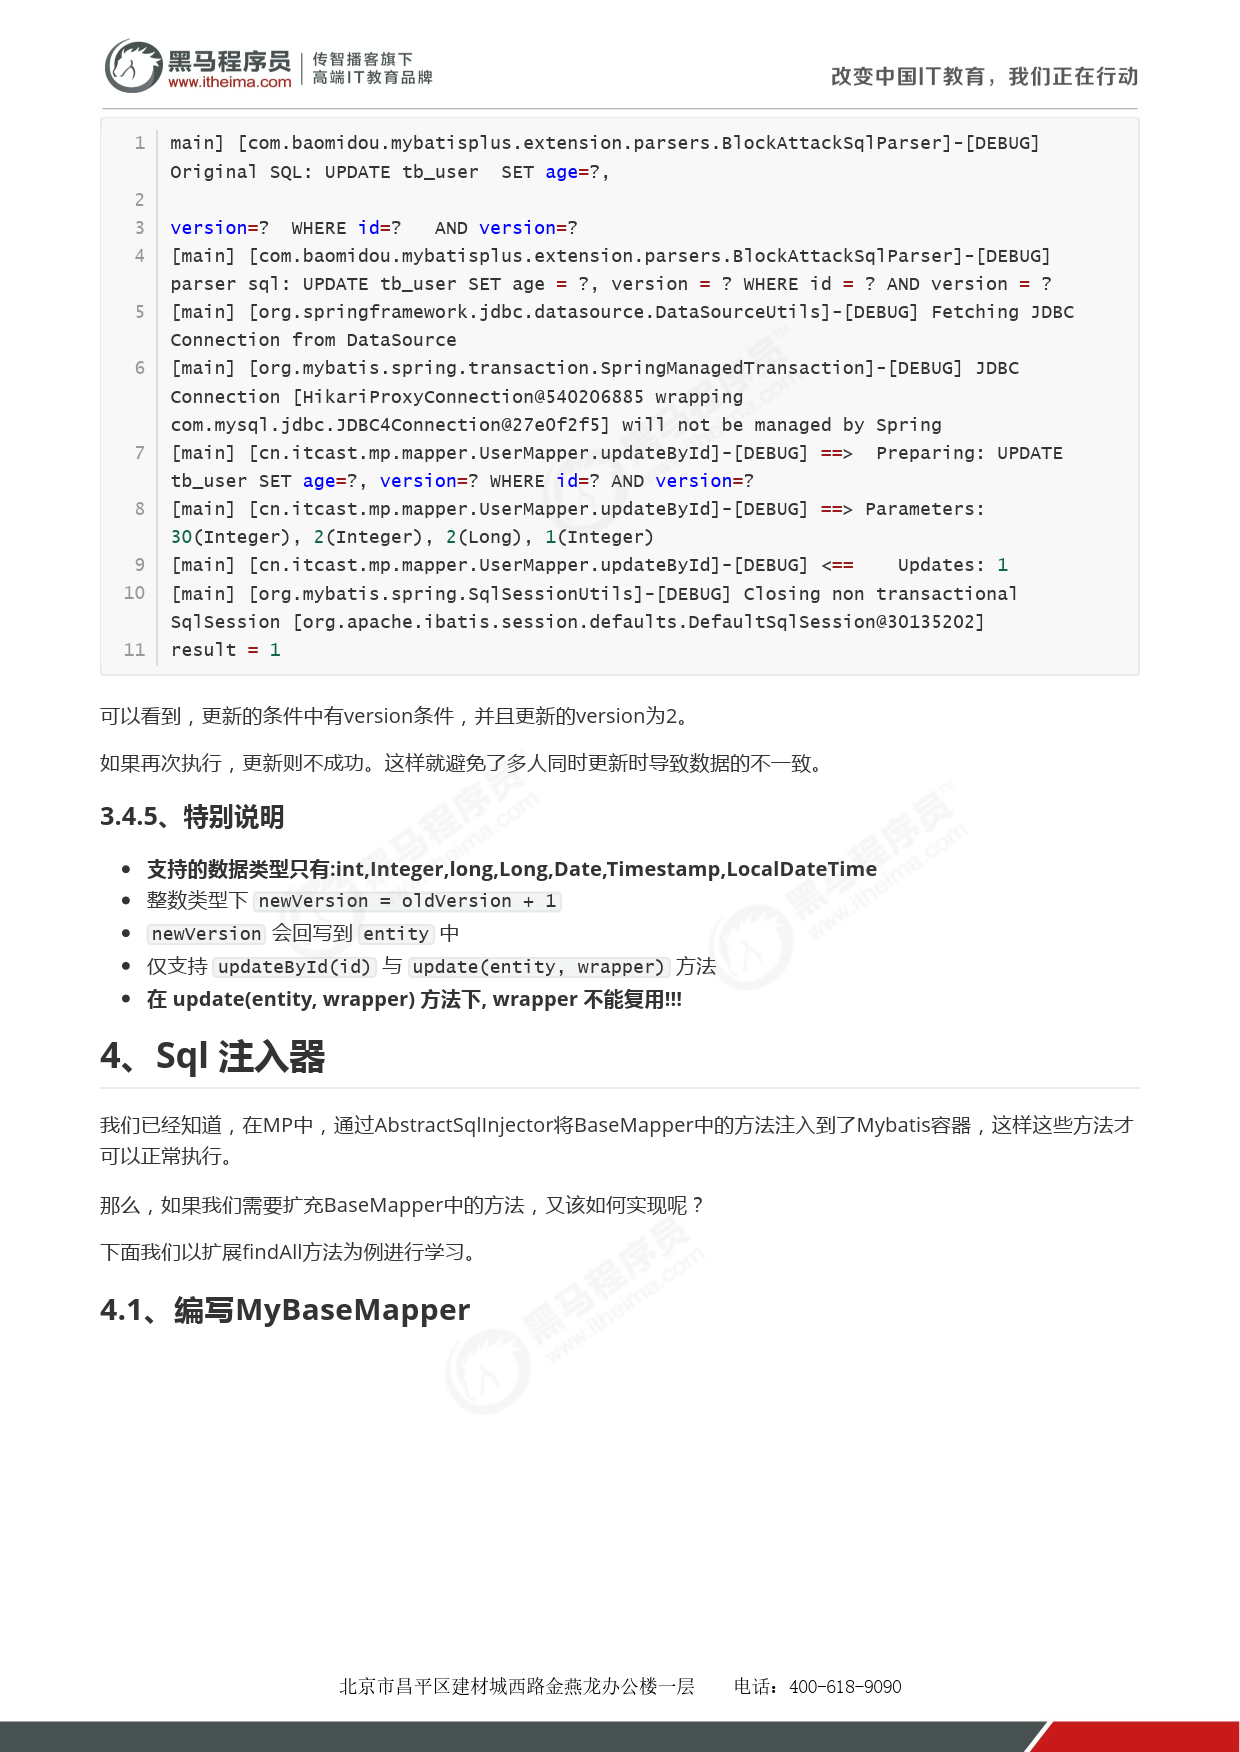 黑马程序员
www.itheima.com
传智播客旗下
高端IT教育品牌
改变中国IT教育，我们正在行动
1 main] [com.baomidou.mybatisplus.extension.parsers.BlockAttackSqlParser]-[DEBUG]
Original SQL: UPDATE tb_user  SET age=?,
2
3 version=?  WHERE id=?   AND version=?
4 [main] [com.baomidou.mybatisplus.extension.parsers.BlockAttackSqlParser]-[DEBUG]
parser sql: UPDATE tb_user SET age = ?, version = ? WHERE id = ? AND version = ?
5 [main] [org.springframework.jdbc.datasource.DataSourceUtils]-[DEBUG] Fetching JDBC
Connection from DataSource
6 [main] [org.mybatis.spring.transaction.SpringManagedTransaction]-[DEBUG] JDBC
Connection [HikariProxyConnection@540206885 wrapping
com.mysql.jdbc.JDBC4Connection@27e0f2f5] will not be managed by Spring
7 [main] [cn.itcast.mp.mapper.UserMapper.updateById]-[DEBUG] ==>  Preparing: UPDATE
tb_user SET age=?, version=? WHERE id=? AND version=?
8 [main] [cn.itcast.mp.mapper.UserMapper.updateById]-[DEBUG] ==> Parameters:
30(Integer), 2(Integer), 2(Long), 1(Integer)
9 [main] [cn.itcast.mp.mapper.UserMapper.updateById]-[DEBUG] <==    Updates: 1
10 [main] [org.mybatis.spring.SqlSessionUtils]-[DEBUG] Closing non transactional
SqlSession [org.apache.ibatis.session.defaults.DefaultSqlSession@30135202]
11 result = 1
可以看到，更新的条件中有version条件，并且更新的version为2。
如果再次执行，更新则不成功。这样就避免了多人同时更新时导致数据的不一致。
3.4.5、特别说明
• 支持的数据类型只有:int,Integer,long,Long,Date,Timestamp,LocalDateTime
• 整数类型下 newVersion = oldVersion + 1
• newVersion 会回写到 entity 中
• 仅支持 updateById(id) 与 update(entity, wrapper) 方法
• 在 update(entity, wrapper) 方法下, wrapper 不能复用!!!
4、Sql 注入器
我们已经知道，在MP中，通过AbstractSqlInjector将BaseMapper中的方法注入到了Mybatis容器，这样这些方法才
可以正常执行。
那么，如果我们需要扩充BaseMapper中的方法，又该如何实现呢？
下面我们以扩展findAll方法为例进行学习。
4.1、编写MyBaseMapper
北京市昌平区建材城西路金燕龙办公楼一层 电话：400-618-9090